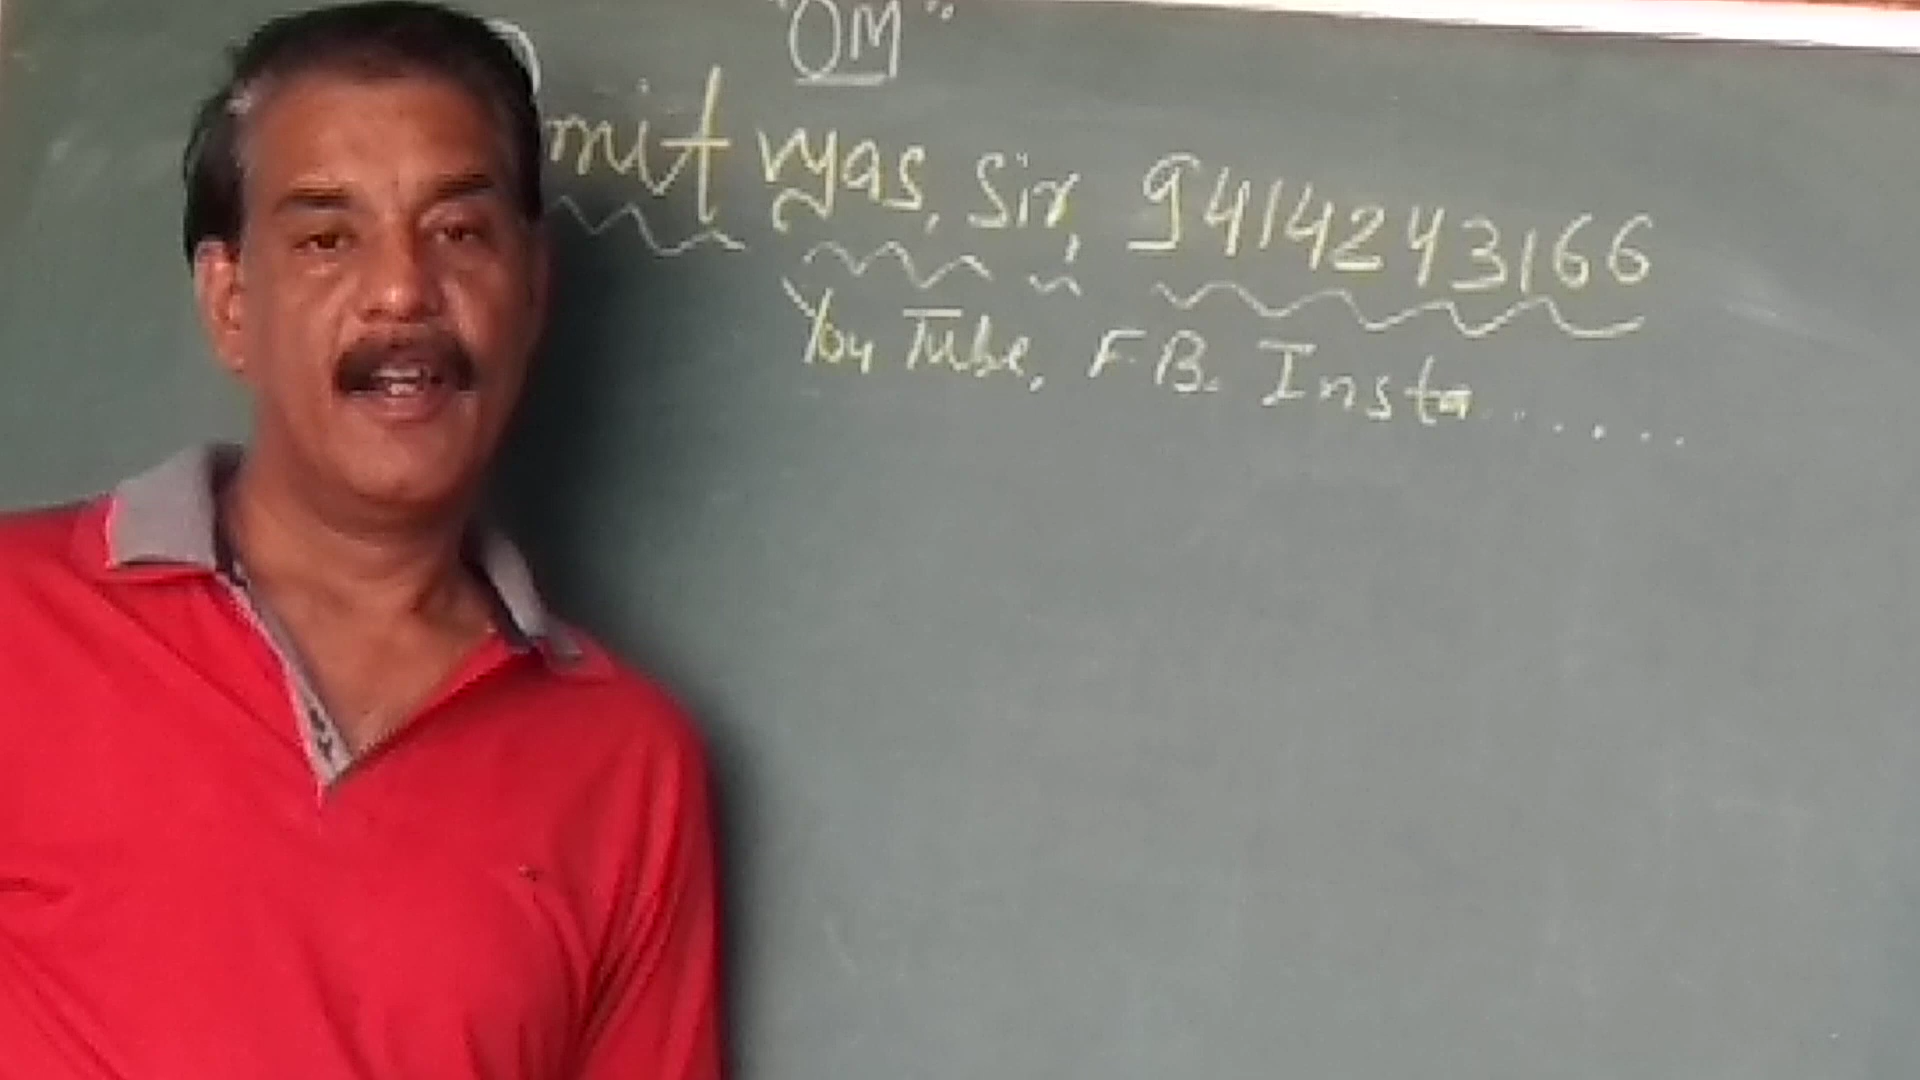 "OM"
mit vyas, Sir, 9414243166
You Tube, F.B. Insta......